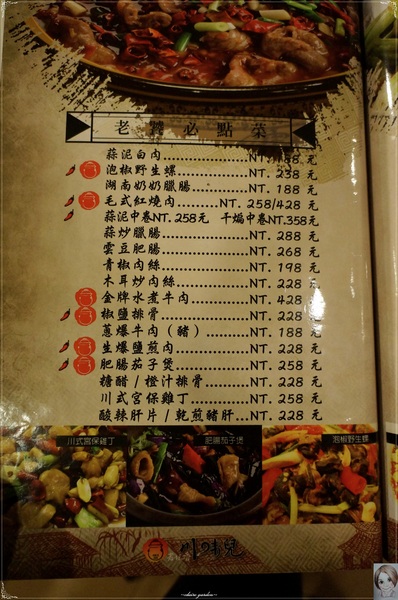 老饕必點菜
蒜泥白肉..................NT. 188 元
泡椒野生螺..................NT. 238 元
湖南奶奶臘腸..................NT. 188 元
毛式紅燒肉..................NT. 258/428 元
蒜泥中卷NT. 258元 干煸中卷NT.358元
蒜炒臘腸..................NT. 288 元
雲豆肥腸..................NT. 268 元
青椒肉絲..................NT. 198 元
木耳炒肉絲..................NT. 228 元
金牌水煮牛肉..................NT. 428 元
椒鹽排骨..................NT. 228 元
蔥爆牛肉（豬）..................NT. 188 元
生爆鹽煎肉..................NT. 228 元
肥腸茄子煲..................NT. 258 元
糖醋 / 橙汁排骨..................NT. 228 元
川式宮保雞丁..................NT. 258 元
酸辣肝片 / 乾煎豬肝..................NT. 228 元
川式宮保雞丁
肥腸茄子煲
泡椒野生螺
川味兒